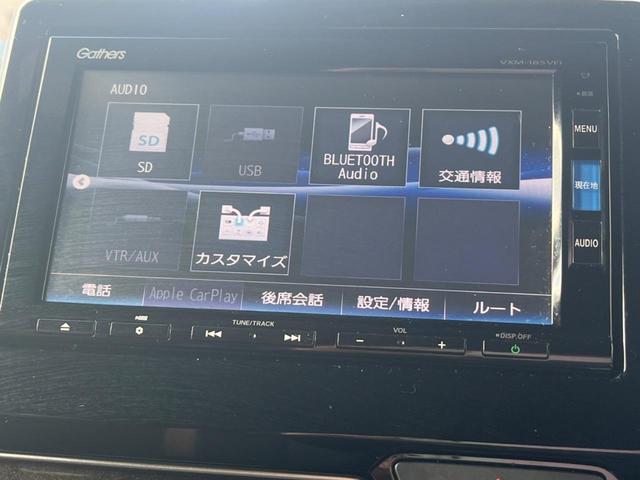 Gathers
VXM-185VFi
AUDIO
SD
SD
USB
BLUETOOTH
Audio
交通情報
VTR/AUX
カスタマイズ
電話
Apple CarPlay
後席会話
設定/情報
ルート
MENU
現在地
AUDIO
TUNE/TRACK
VOL
DISP.OFF